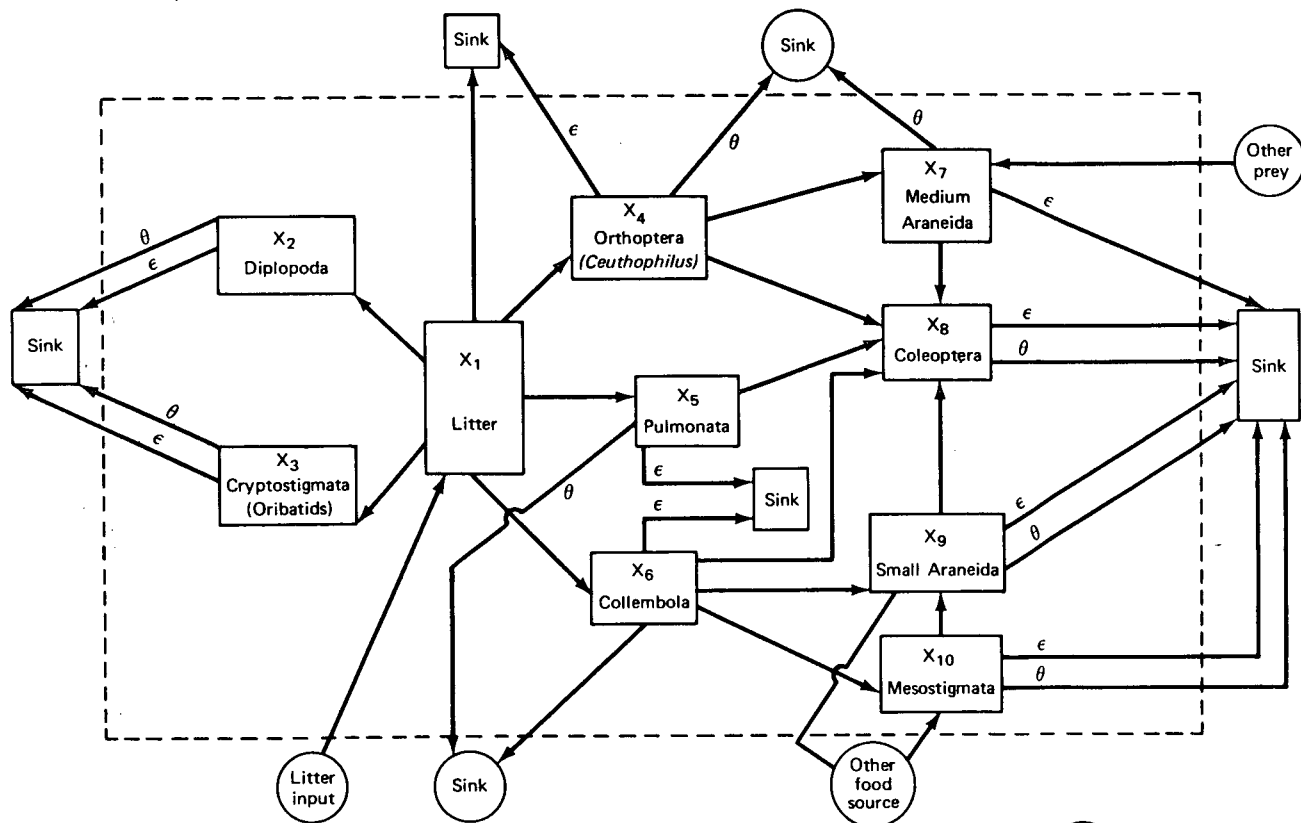 Sink
Sink
ϵ
θ
θ
Other
prey
X7
Medium
Araneida
ϵ
X4
Orthoptera
(Ceuthophilus)
θ
ϵ
X2
Diplopoda
Sink
X1
Litter
X8
Coleoptera
ϵ
θ
Sink
X5
Pulmonata
θ
ϵ
X3
Cryptostigmata
(Oribatids)
ϵ
θ
ϵ
Sink
X9
Small Araneida
ϵ
θ
X6
Collembola
X10
Mesostigmata
ϵ
θ
Litter
input
Sink
Other
food
source